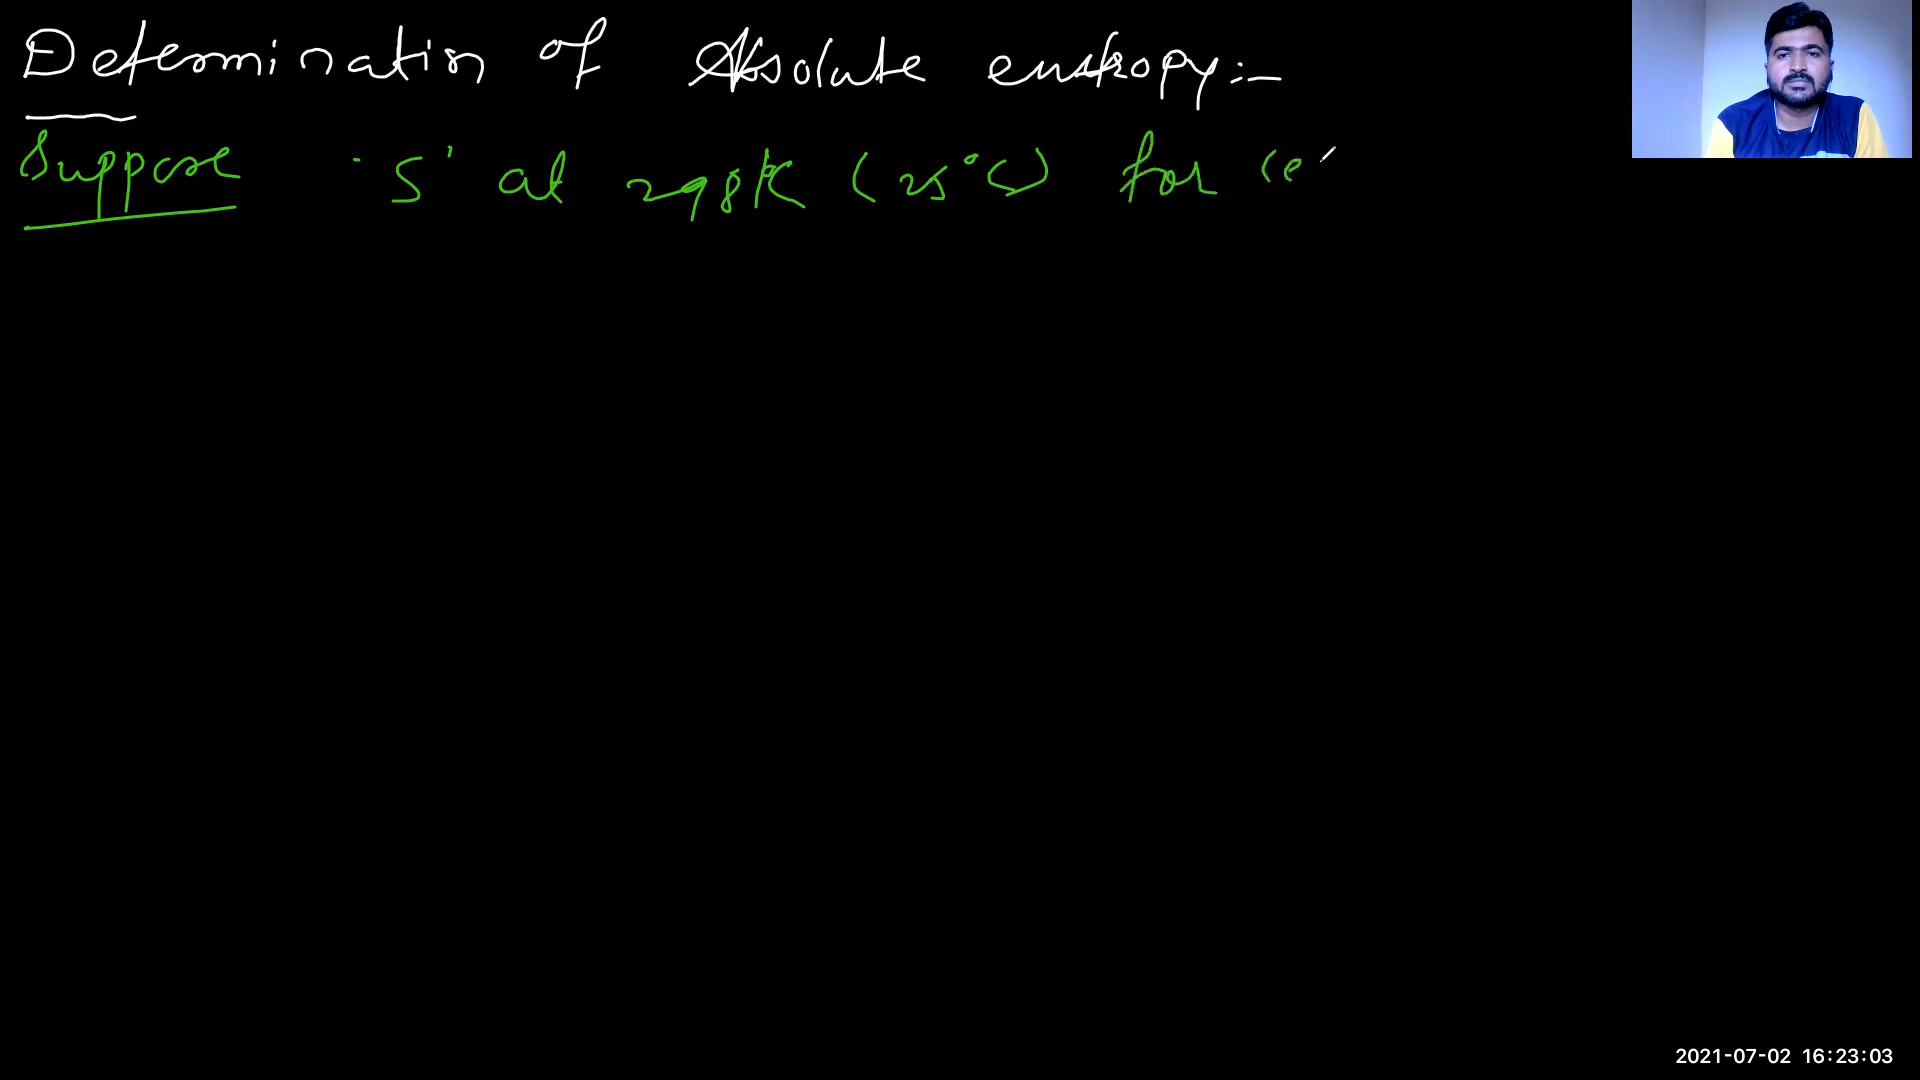 Determination of Absolute entropy:-
Suppose 'S' at 298K (25°C) for
2021-07-02 16:23:03